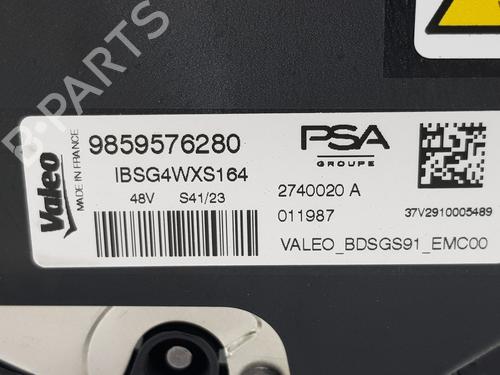 B-PARTS
Valeo
MADE IN FRANCE
9859576280
IBSG4WXS164
48V S41/23
PSA
GROUPE
2740020 A
011987
37V2910005489
VALEO_BDSGS91_EMC00